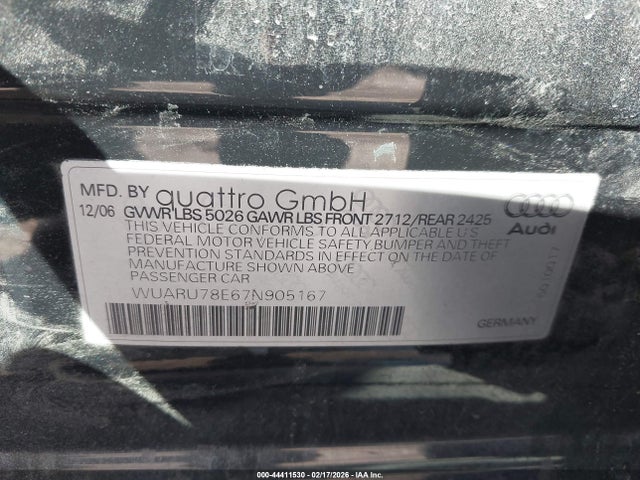 MFD. BY quattro GmbH
12/06 GVWR LBS 5026 GAWR LBS FRONT 2712/REAR 2425
THIS VEHICLE CONFORMS TO ALL APPLICABLE U S
FEDERAL MOTOR VEHICLE SAFETY, BUMPER AND THEFT
PREVENTION STANDARDS IN EFFECT ON THE DATE OF
MANUFACTURE SHOWN ABOVE
PASSENGER CAR
WUARU78E67N905167
Audi
GERMANY
000-44411530 - 02/17/2026 - IAA Inc.